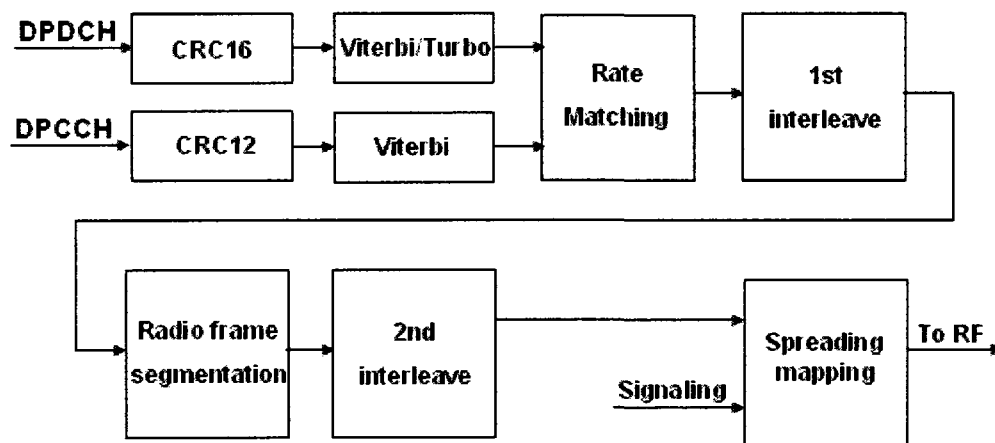 DPDCH
CRC16
Viterbi/Turbo
Rate
Matching
1st
interleave
DPCCH
CRC12
Viterbi
Radio frame
segmentation
2nd
interleave
Signaling
Spreading
mapping
To RF